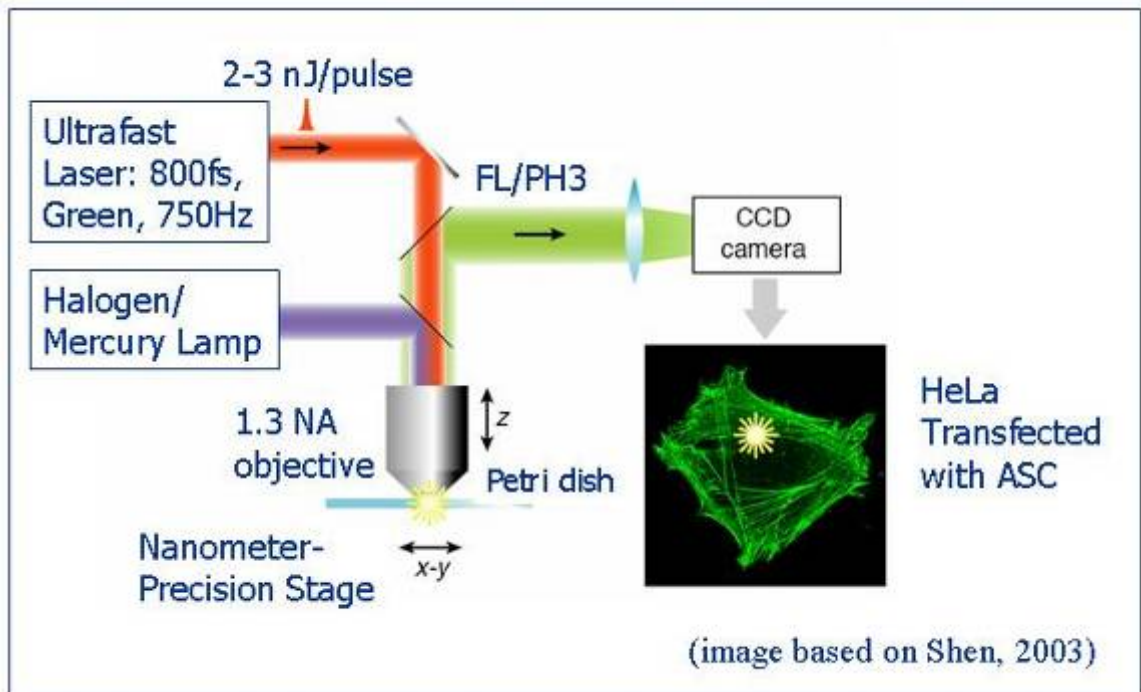 2-3 nJ/pulse
Ultrafast
Laser: 800fs,
Green, 750Hz
FL/PH3
CCD
camera
Halogen/
Mercury Lamp
1.3 NA
objective
z
Petri dish
HeLa
Transfected
with ASC
Nanometer-
Precision Stage
x-y
(image based on Shen, 2003)